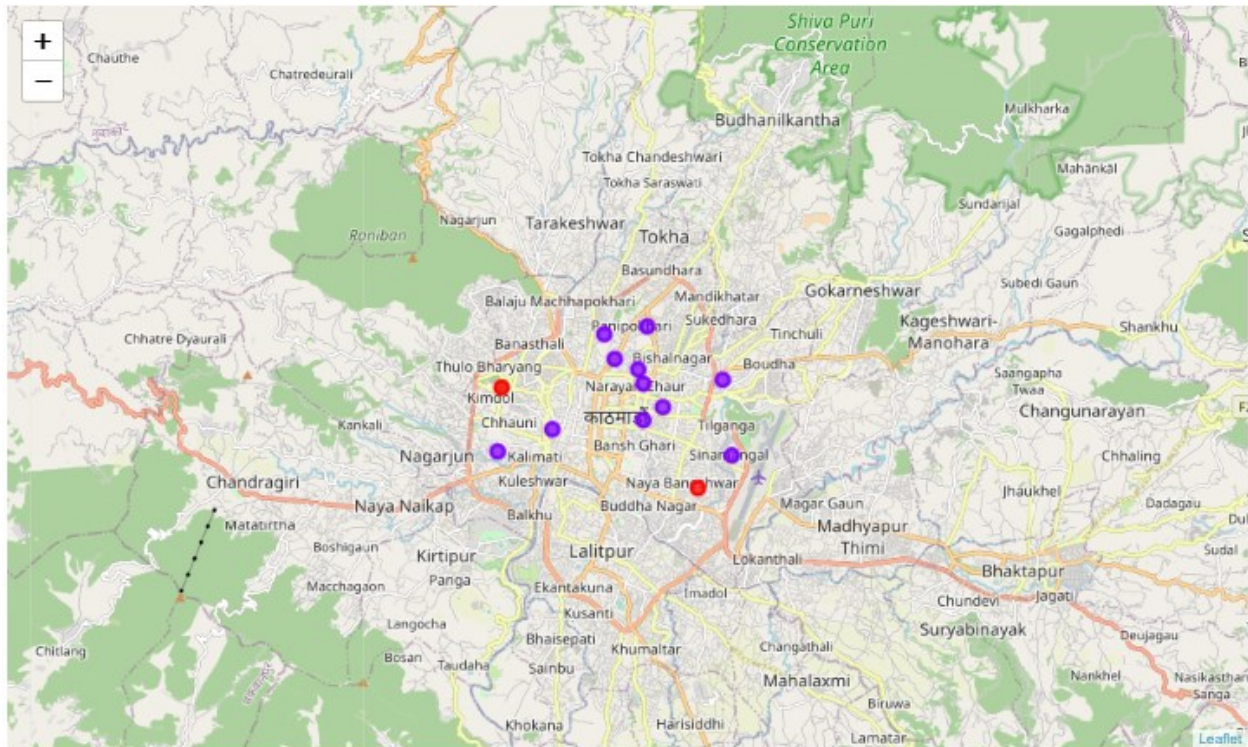 +
−
Shiva Puri
Conservation
Area
Chauthe
Chatredeurali
Mulkharka
Budhanilkantha
Tokha Chandeshwari
Mahānkāl
Tokha Saraswati
Sundarijal
Nagarjun
Tarakeshwar
Raniban
Tokha
Gagalphedi
Basundhara
Gokarneshwar
Subedi Gaun
Balaju Machhapokhari
Mandikhatar
Sukedhara
Kageshwari-
Manohara
Shankhu
Chhatre Dyaurali
Banasthali
Tinchuli
Bishalnagar
Boudha
Thulo Bharyang
Saangapha
Twaa
Kimdol
Changunarayan
Kankali
Chhauni
Tilganga
Bansh Ghari
Nagarjun
Kalimati
Chhaling
Chandragiri
Kuleshwar
Jhaukhel
Naya Naikap
Buddha Nagar
Magar Gaun
Dadagau
Matatirtha
Balkhu
Madhyapur
Thimi
Boshigaun
Kirtipur
Lalitpur
Lokanthali
Sudal
Panga
Bhaktapur
Macchagaon
Ekantakuna
Imadol
Jagati
Kusanti
Chundevi
Langocha
Suryabinayak
Deujagau
Bhaisepati
Changathali
Chitlang
Bosan
Khumaltar
Taudaha
Sainbu
Mahalaxmi
Nankhel
Nasikasthan
Sanga
Biruwa
Khokana
Harisiddhi
Lamatar
Leaflet